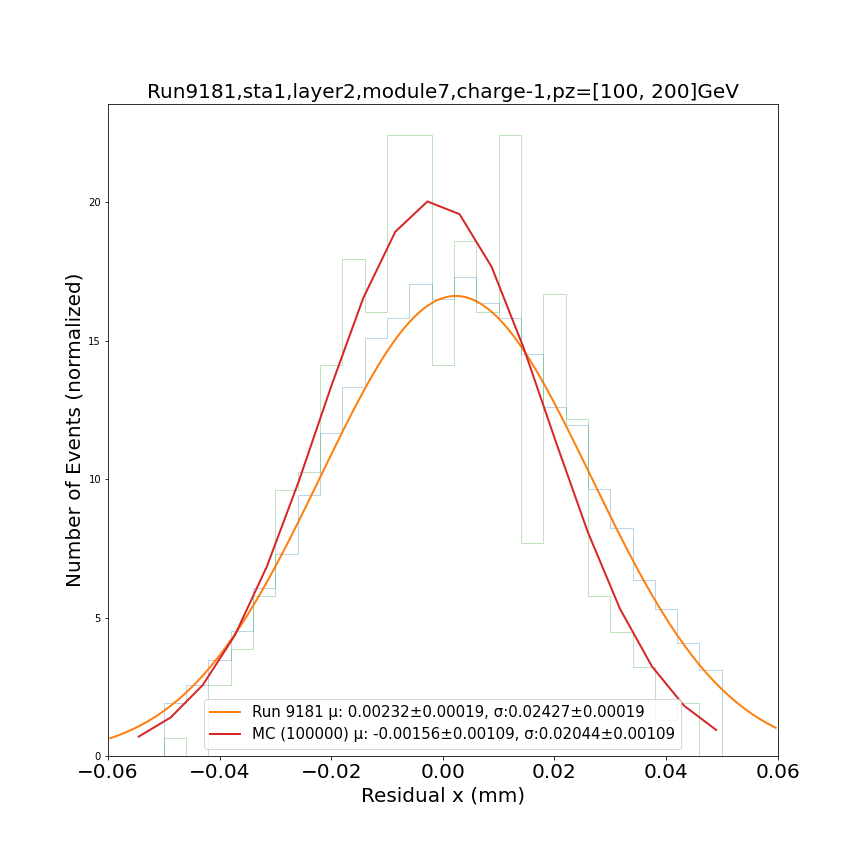 Run9181,sta1,layer2,module7,charge-1,pz=[100, 200]GeV
Number of Events (normalized)
20
15
10
5
0
Run 9181 μ: 0.00232±0.00019, σ:0.02427±0.00019
MC (100000) μ: -0.00156±0.00109, σ:0.02044±0.00109
−0.06 −0.04 −0.02 0.00 0.02 0.04 0.06
Residual x (mm)